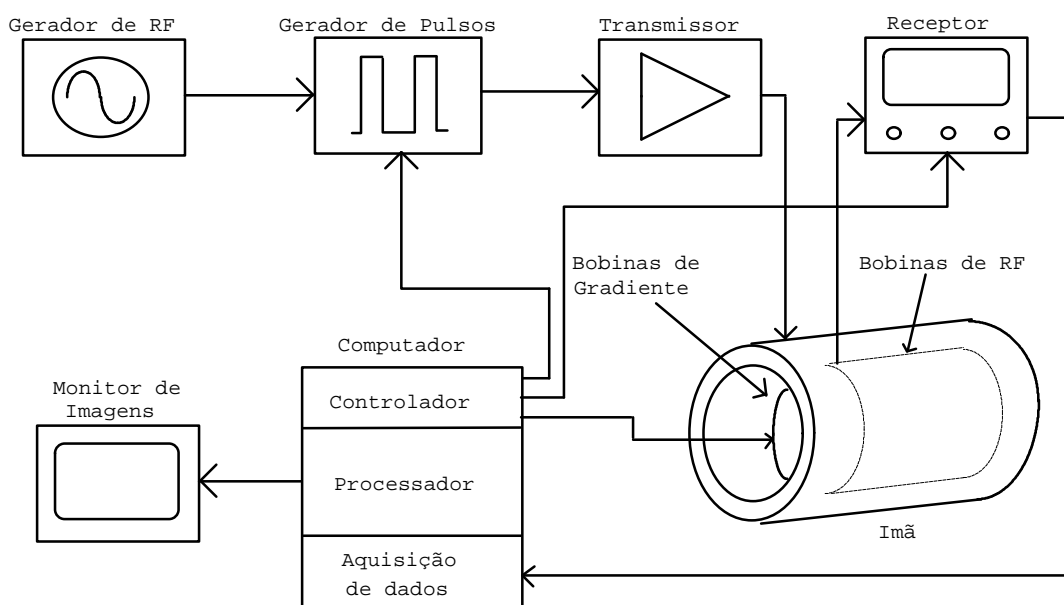 Gerador de RF
Gerador de Pulsos
Transmissor
Receptor
Bobinas de
Gradiente
Bobinas de RF
Computador
Monitor de
Imagens
Controlador
Processador
Imã
Aquisição
de dados